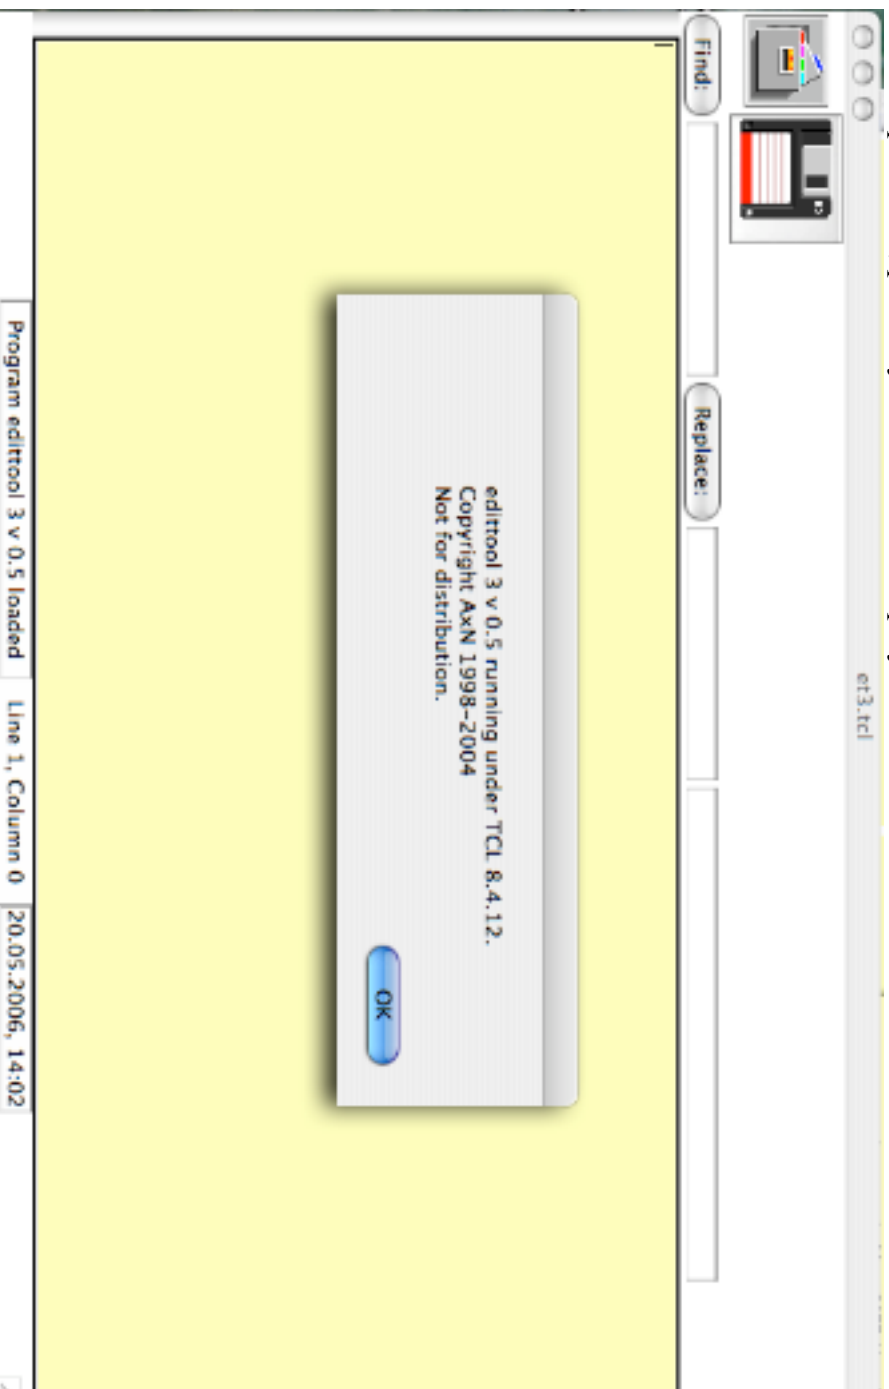 et3.tcl
Find:
Replace:
edittool 3 v 0.5 running under TCL 8.4.12.
Copyright AxN 1998-2004
Not for distribution.
OK
Program edittool 3 v 0.5 loaded
Line 1, Column 0
20.05.2006, 14:02